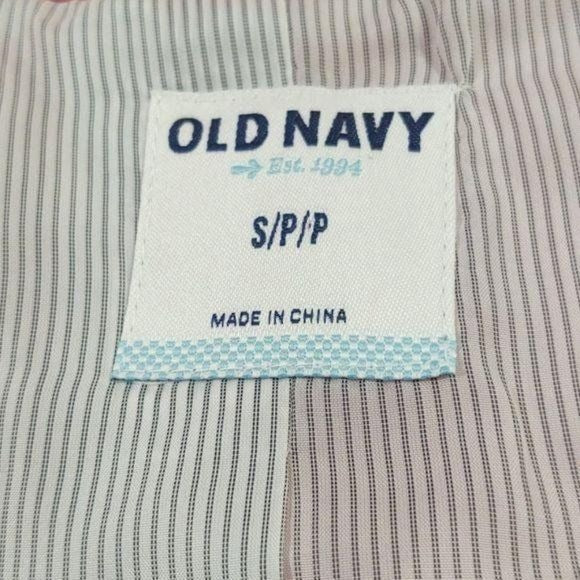 OLD NAVY
Est. 1994
S/P/P
MADE IN CHINA